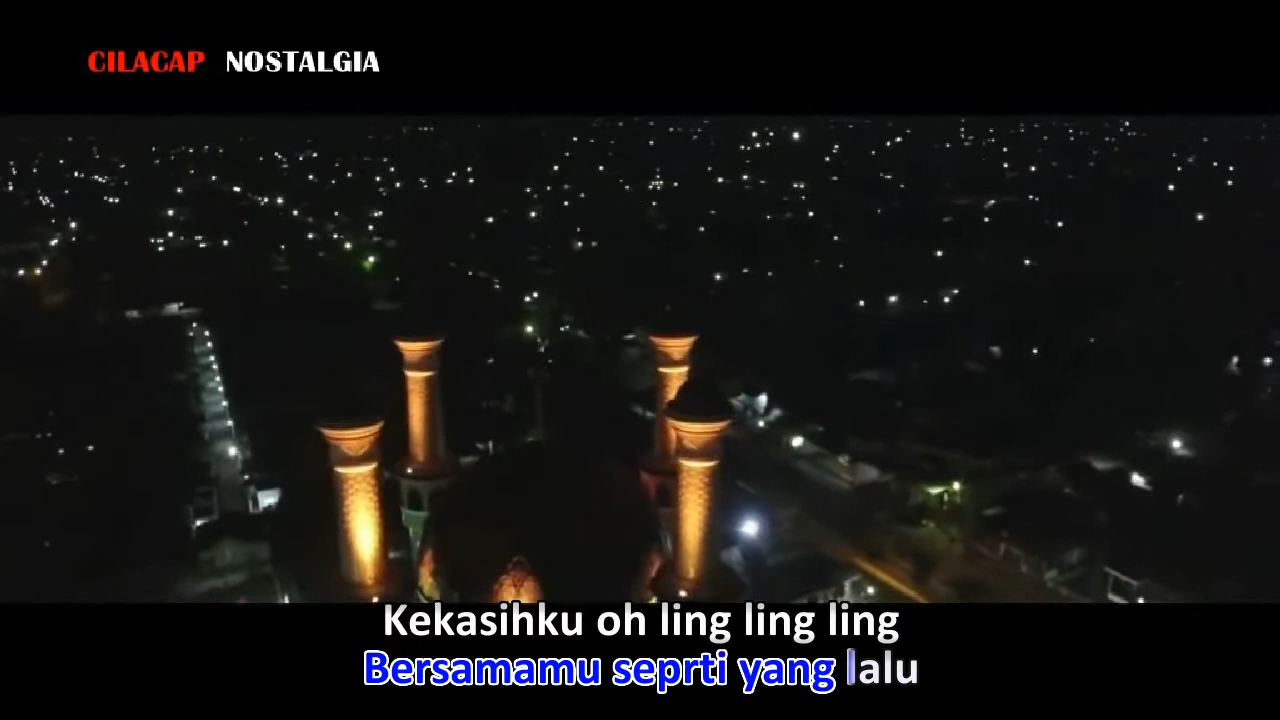 CILACAP NOSTALGIA
Kekasihku oh ling ling ling
Bersamamu seprti yang lalu